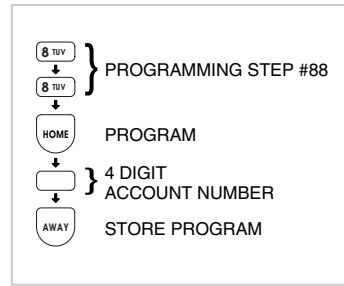 8 TUV
PROGRAMMING STEP #88
8 TUV
HOME PROGRAM
4 DIGIT
ACCOUNT NUMBER
AWAY STORE PROGRAM